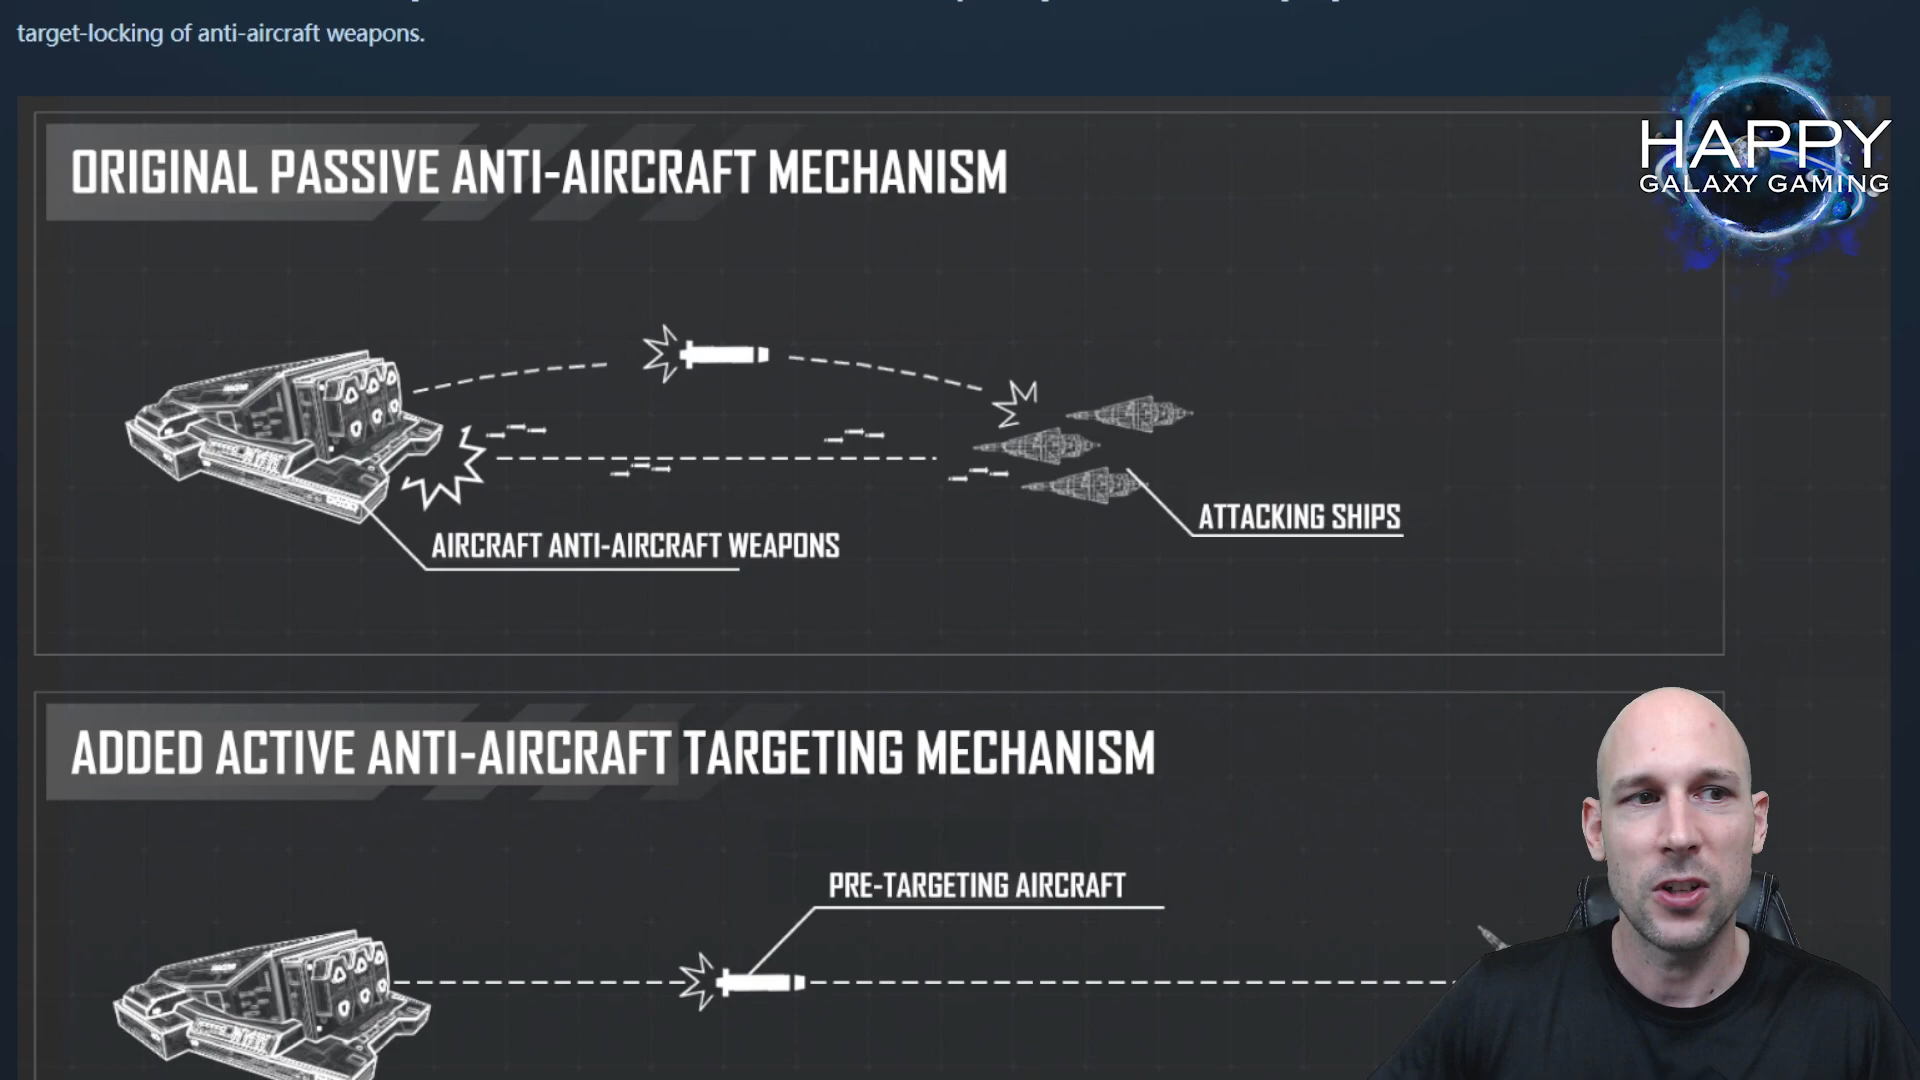 target-locking of anti-aircraft weapons.
HAPPY
GALAXY GAMING
ORIGINAL PASSIVE ANTI-AIRCRAFT MECHANISM
ATTACKING SHIPS
AIRCRAFT ANTI-AIRCRAFT WEAPONS
ADDED ACTIVE ANTI-AIRCRAFT TARGETING MECHANISM
PRE-TARGETING AIRCRAFT